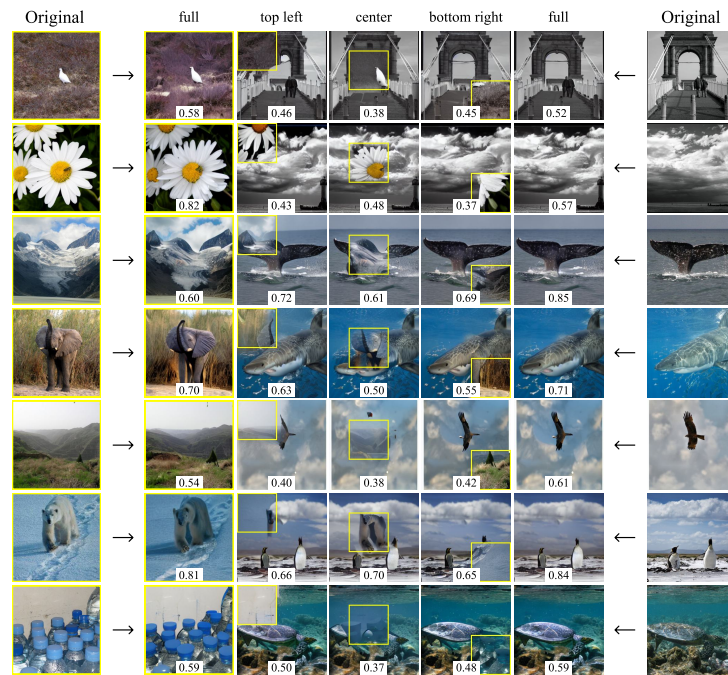 Original full top left center bottom right full Original
0.58 0.46 0.38 0.45 0.52
0.82 0.43 0.48 0.37 0.57
0.60 0.72 0.61 0.69 0.85
0.70 0.63 0.50 0.55 0.71
0.54 0.40 0.38 0.42 0.61
0.81 0.66 0.70 0.65 0.84
0.59 0.50 0.37 0.48 0.59